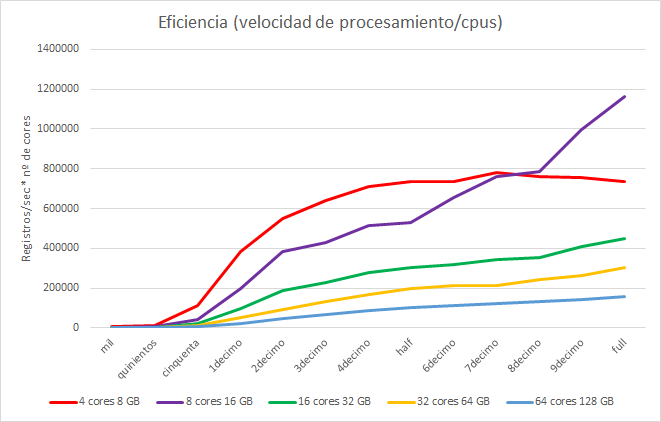 Eficiencia (velocidad de procesamiento/cpus)
Registros/sec* nº de cores
1400000
1200000
1000000
800000
600000
400000
200000
0
mil
quinientos
cinquenta
1decimo
2decimo
3decimo
4decimo
half
6decimo
7decimo
8decimo
9decimo
full
4 cores 8 GB
8 cores 16 GB
16 cores 32 GB
32 cores 64 GB
64 cores 128 GB